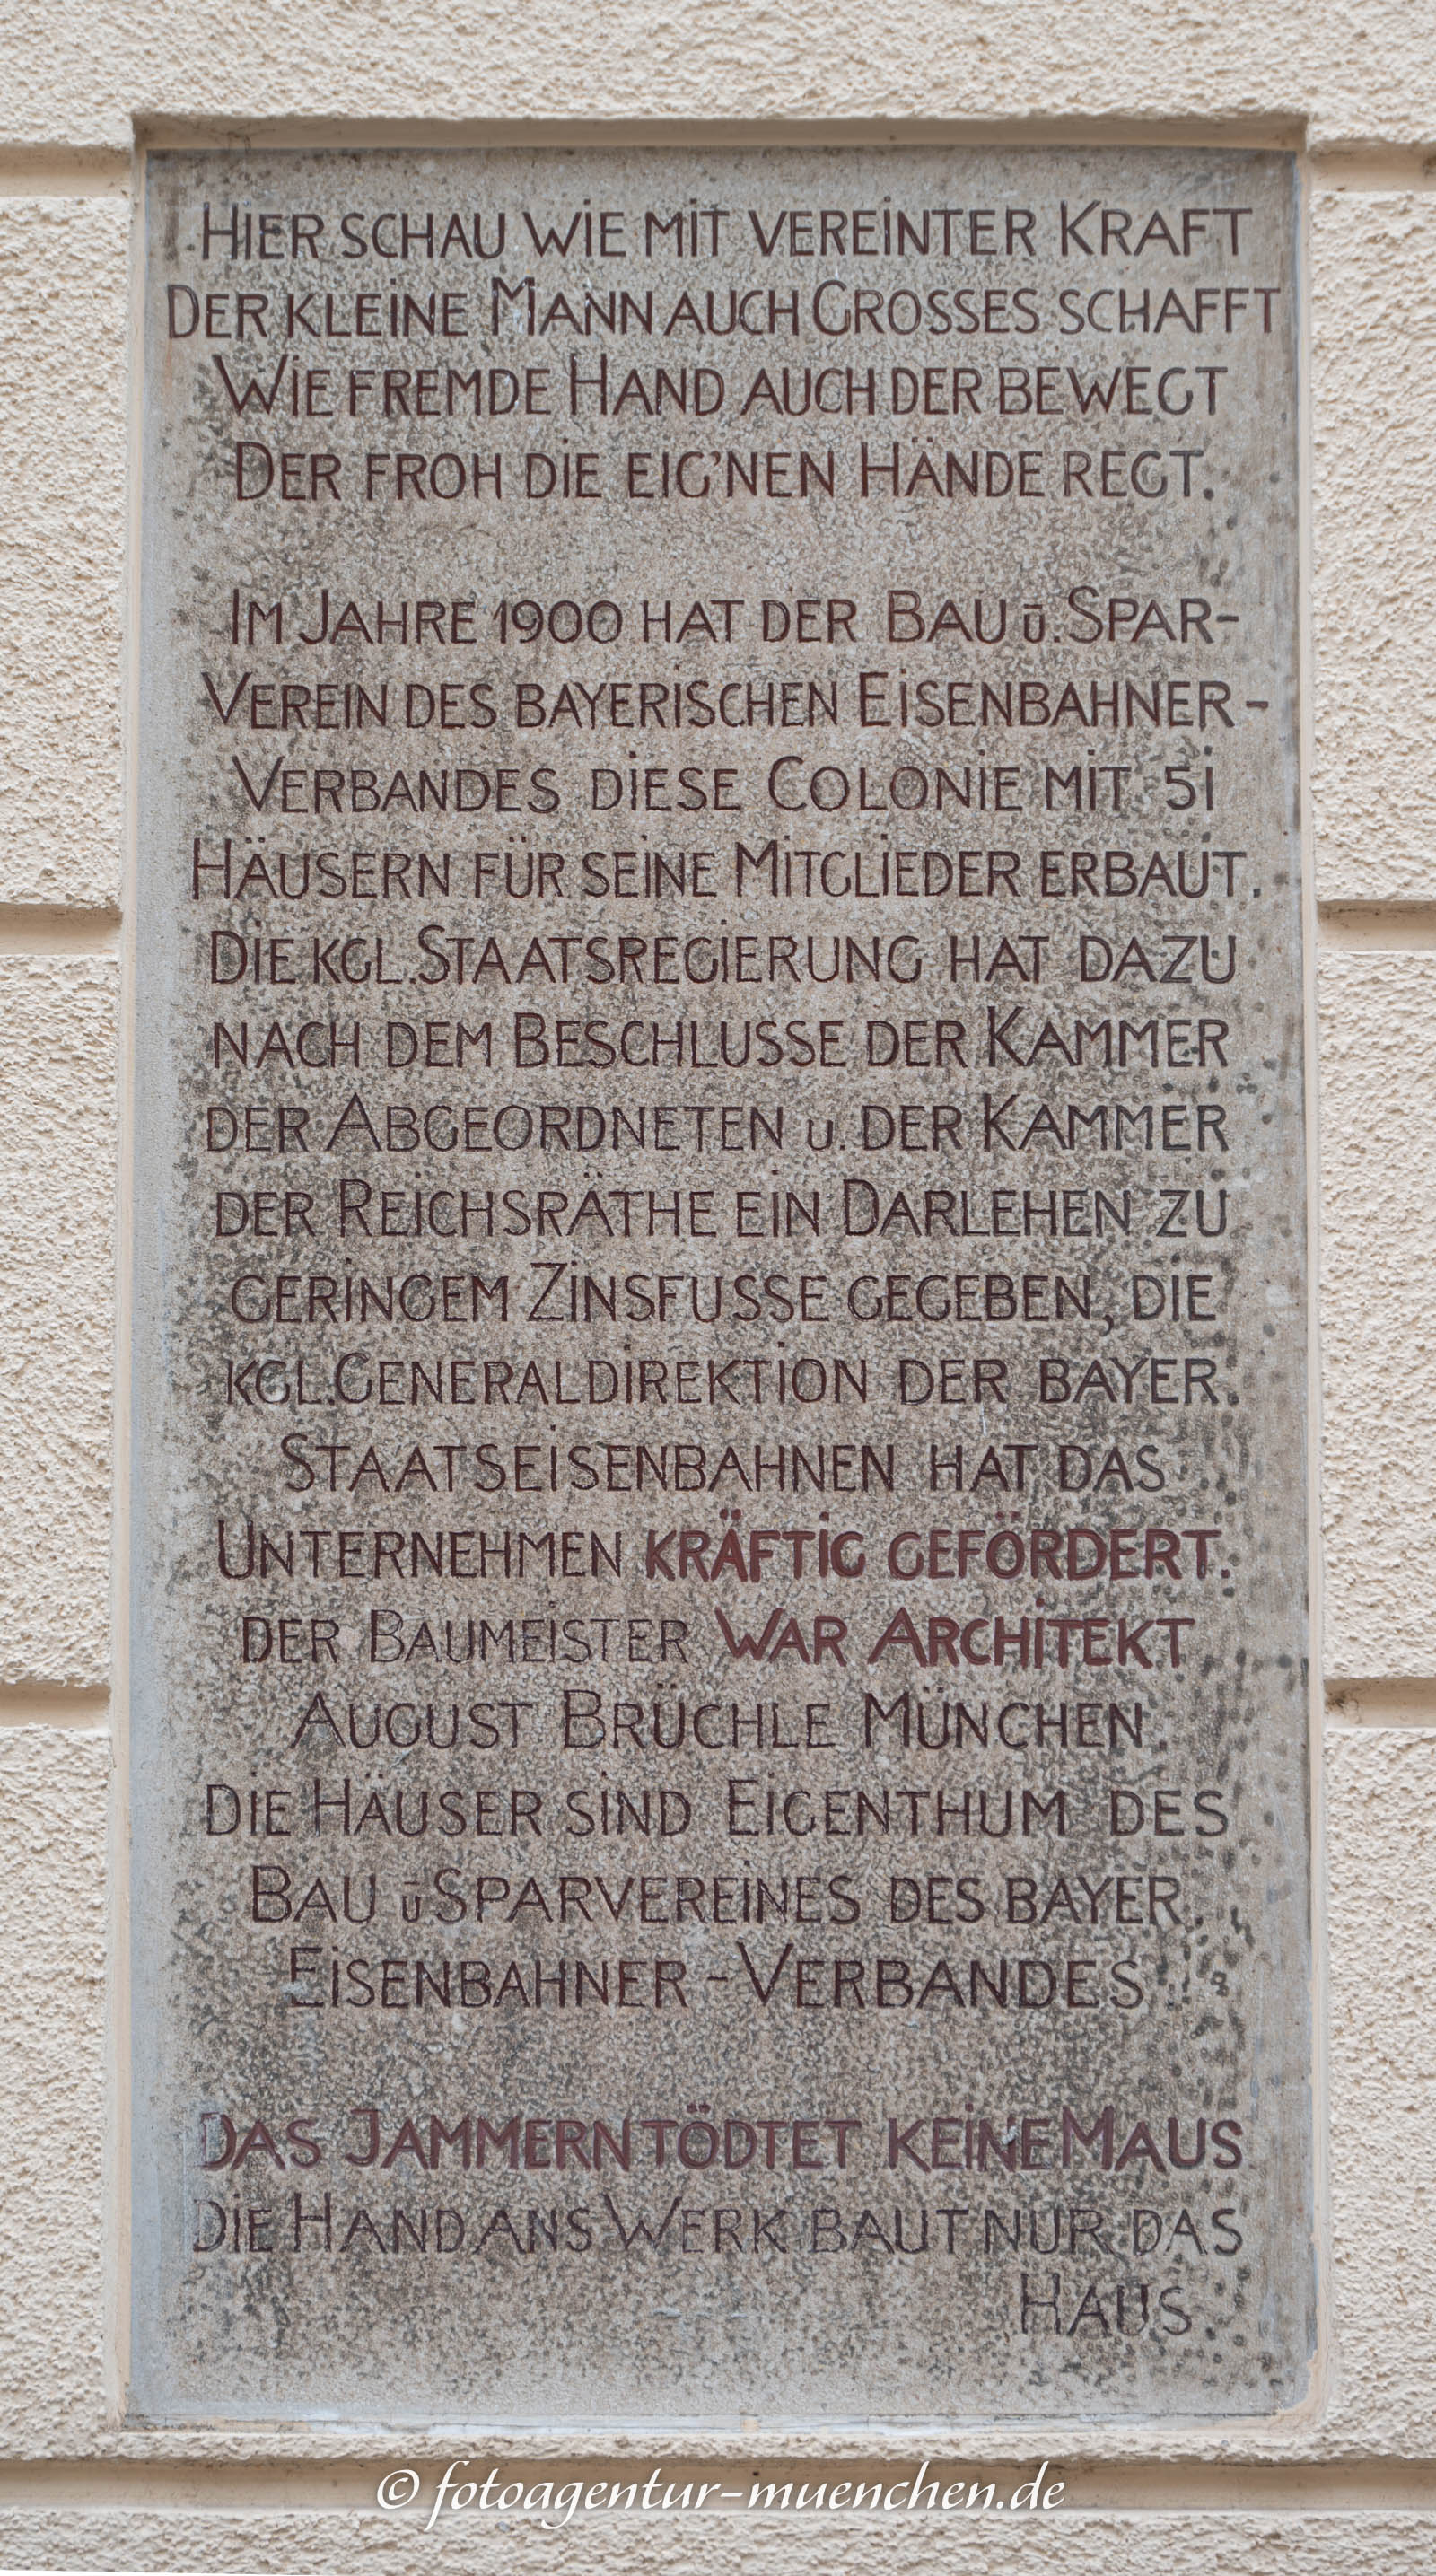 HIER SCHAU WIE MIT VEREINTER KRAFT
DER KLEINE MANN AUCH GROSSES SCHAFFT
WIE FREMDE HAND AUCH DER BEWEGT
DER FROH DIE EIG'NEN HÄNDE REGT.
IM JAHRE 1900 HAT DER BAU Ū. SPAR-
VEREIN DES BAYERISCHEN EISENBAHNER-
VERBANDES DIESE COLONIE MIT 51
HÄUSERN FÜR SEINE MITGLIEDER ERBAUT.
DIE KGL. STAATSREGIERUNG HAT DAZU
NACH DEM BESCHLUSSE DER KAMMER
DER ABGEORDNETEN U. DER KAMMER
DER REICHSRÄTHE EIN DARLEHEN ZU
GERINGEM ZINSFUSSE GEGEBEN, DIE
KGL. GENERALDIREKTION DER BAYER.
STAATSEISENBAHNEN HAT DAS
UNTERNEHMEN KRÄFTIG GEFÖRDERT.
DER BAUMEISTER WAR ARCHITEKT
AUGUST BRÜCHLE MÜNCHEN.
DIE HÄUSER SIND EIGENTHUM DES
BAU Ū SPARVEREINES DES BAYER.
EISENBAHNER-VERBANDES
DAS JAMMERN TÖDTET KEINE MAUS
DIE HAND ANS WERK BAUT NUR DAS
HAUS.
© fotoagentur-muenchen.de